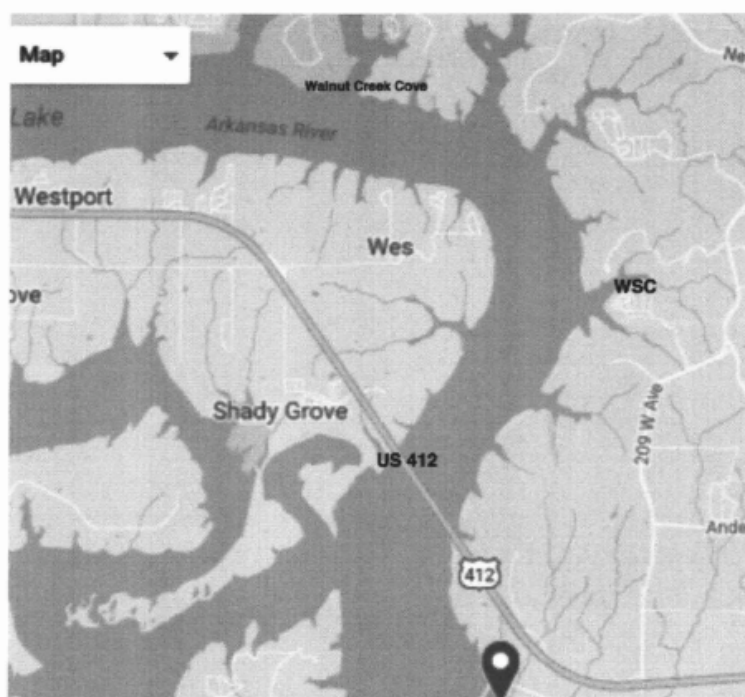 Map
Ne
Walnut Creek Cove
Lake
Arkansas River
Westport
Wes
ove
WSC
Shady Grove
209 W Ave
US 412
Ande
412